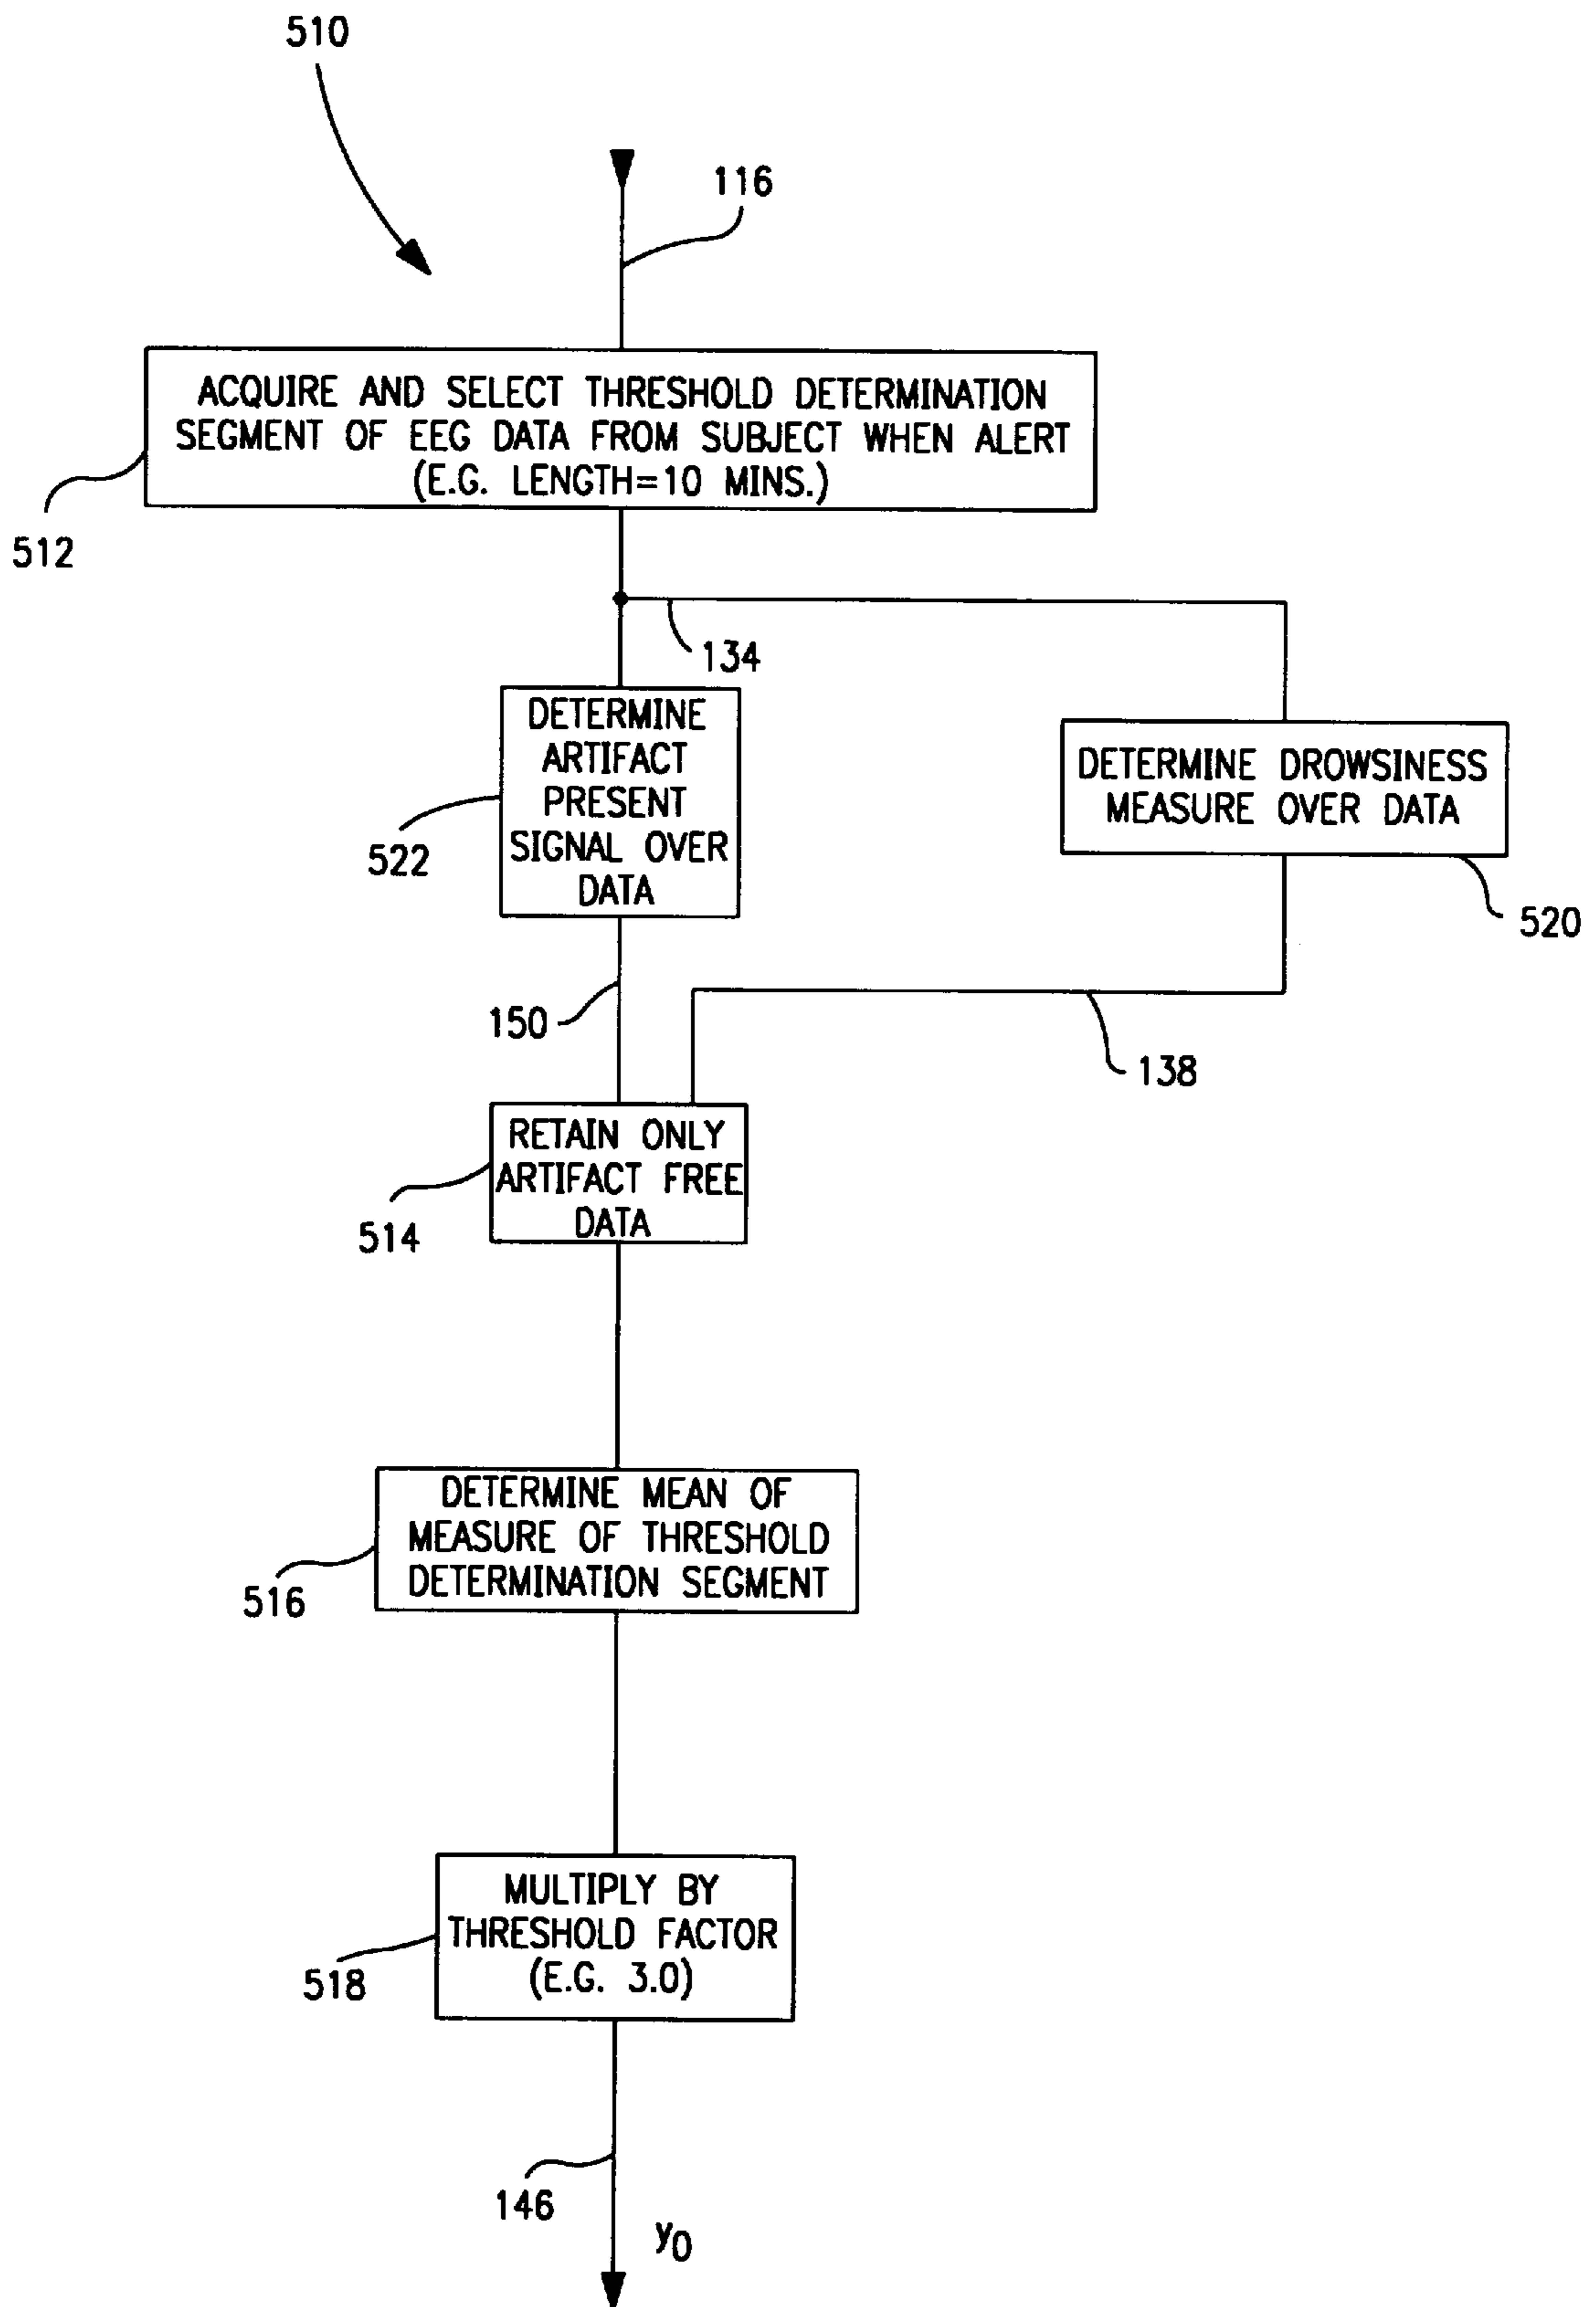 510
116
ACQUIRE AND SELECT THRESHOLD DETERMINATION
SEGMENT OF EEG DATA FROM SUBJECT WHEN ALERT
(E.G. LENGTH=10 MINS.)
512
134
DETERMINE
ARTIFACT
PRESENT
SIGNAL OVER
DATA
522
DETERMINE DROWSINESS
MEASURE OVER DATA
520
150
138
RETAIN ONLY
ARTIFACT FREE
DATA
514
DETERMINE MEAN OF
MEASURE OF THRESHOLD
DETERMINATION SEGMENT
516
MULTIPLY BY
THRESHOLD FACTOR
(E.G. 3.0)
518
146
y0